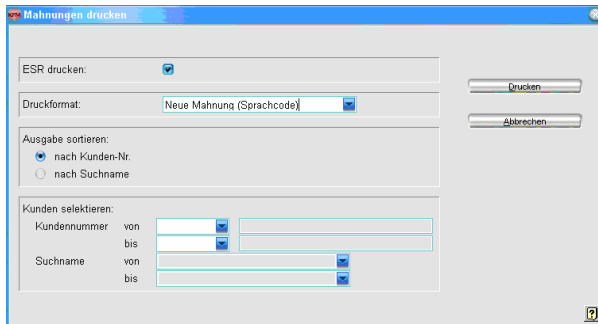 Mahnungen drucken
ESR drucken:
Druckformat: Neue Mahnung (Sprachcode)
Drucken
Abbrechen
Ausgabe sortieren:
nach Kunden-Nr.
nach Suchname
Kunden selektieren:
Kundennummer von
bis
Suchname von
bis
?